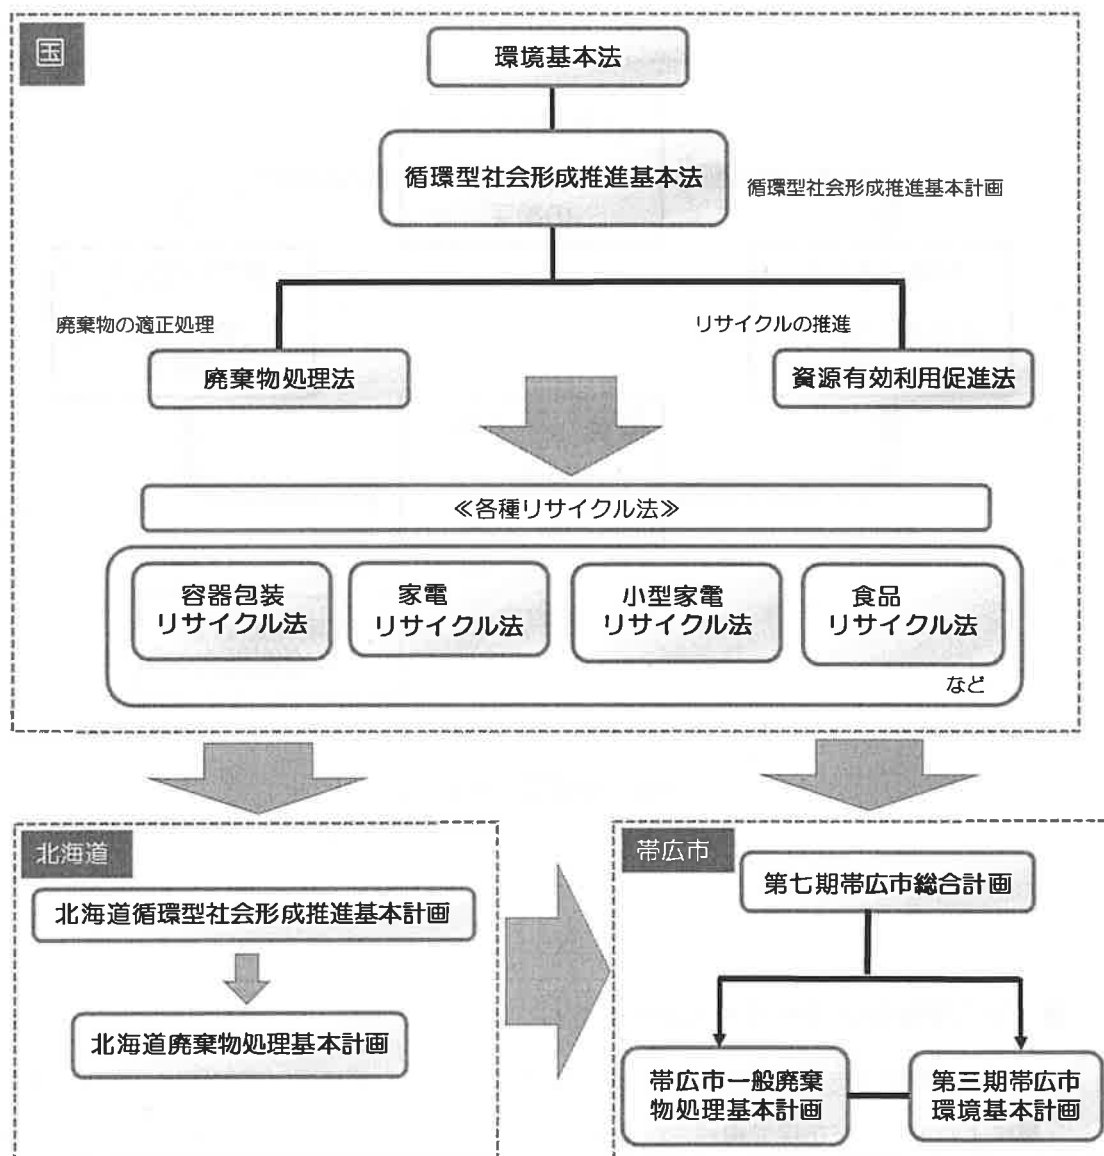 国
環境基本法
循環型社会形成推進基本法
循環型社会形成推進基本計画
廃棄物の適正処理
リサイクルの推進
廃棄物処理法
資源有効利用促進法
≪各種リサイクル法≫
容器包装
リサイクル法
家電
リサイクル法
小型家電
リサイクル法
食品
リサイクル法
など
北海道
北海道循環型社会形成推進基本計画
北海道廃棄物処理基本計画
帯広市
第七期帯広市総合計画
帯広市一般廃棄
物処理基本計画
第三期帯広市
環境基本計画